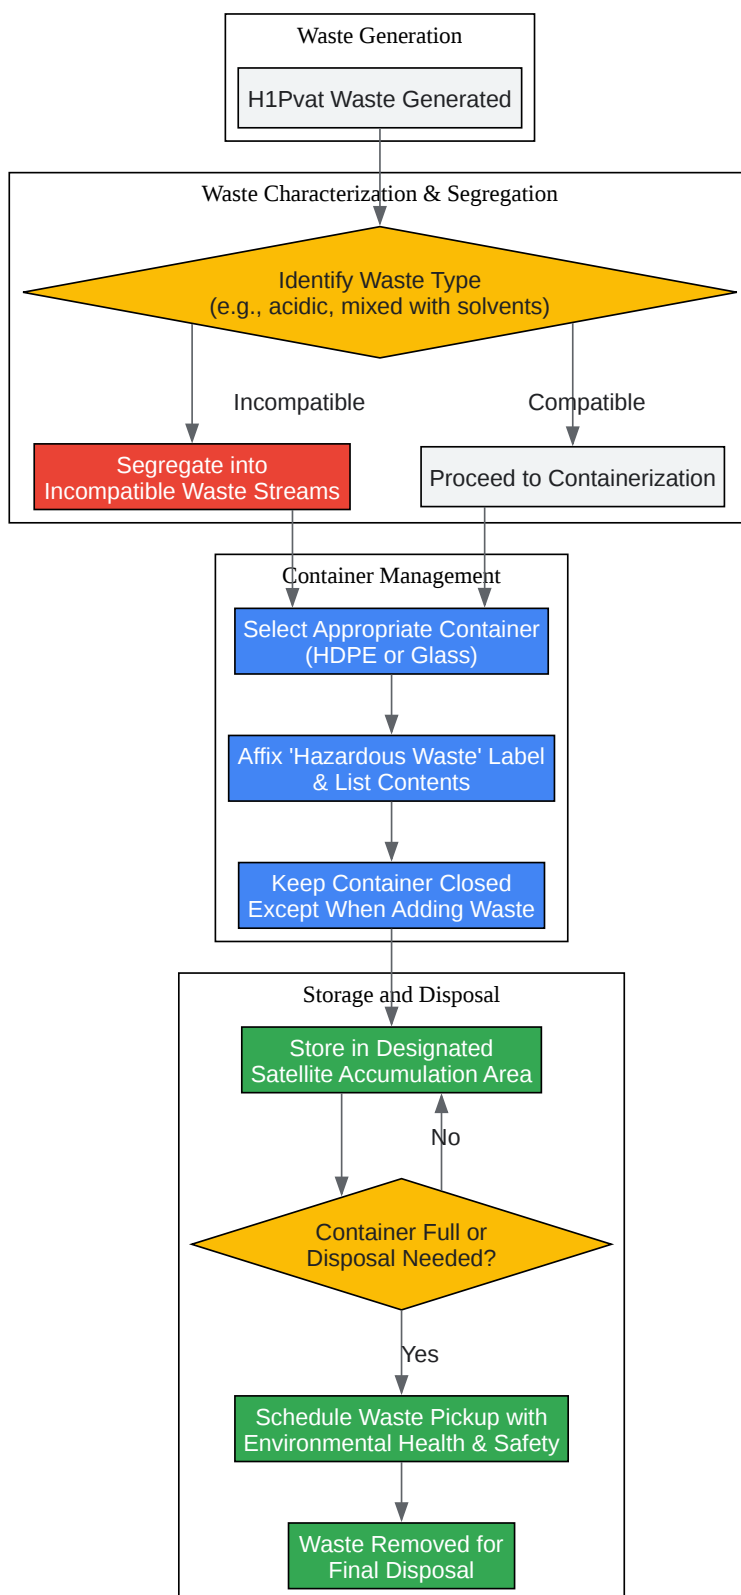 Waste Generation
H1Pvat Waste Generated
Waste Characterization & Segregation
Identify Waste Type
(e.g., acidic, mixed with solvents)
Incompatible
Compatible
Segregate into
Incompatible Waste Streams
Proceed to Containerization
Container Management
Select Appropriate Container
(HDPE or Glass)
Affix 'Hazardous Waste' Label
& List Contents
Keep Container Closed
Except When Adding Waste
Storage and Disposal
Store in Designated
Satellite Accumulation Area
No
Container Full or
Disposal Needed?
Yes
Schedule Waste Pickup with
Environmental Health & Safety
Waste Removed for
Final Disposal